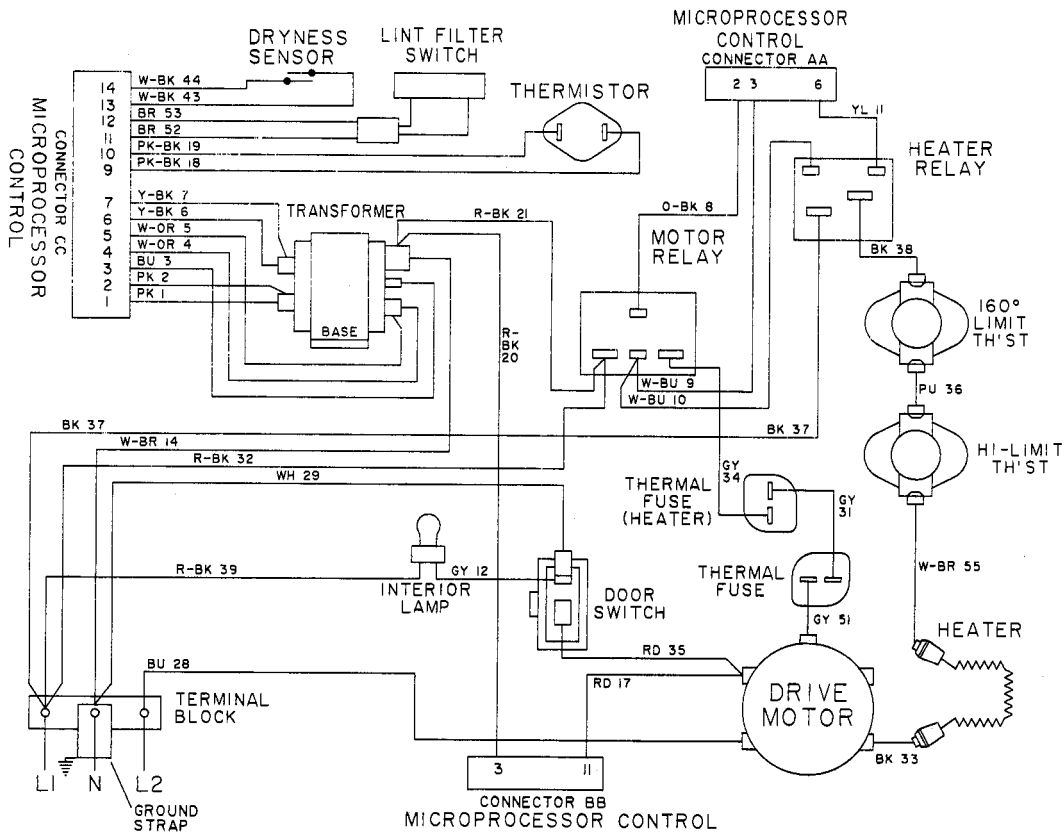 MICROPROCESSOR
CONTROL
CONNECTOR AA
2 3 6
DRYNESS
SENSOR
LINT FILTER
SWITCH
THERMISTOR
YL 11
HEATER
RELAY
MICROPROCESSOR
CONTROL
CONNECTOR CC
14
13
12
11
10
9
7
6
5
4
3
2
1
W-BK 44
W-BK 43
BR 53
BR 52
PK-BK 19
PK-BK 18
Y-BK 7
Y-BK 6
W-OR 5
W-OR 4
BU 3
PK 2
PK 1
TRANSFORMER
BASE
R-BK 21
O-BK 8
MOTOR
RELAY
BK 38
160°
LIMIT
TH'ST
R-
BK
20
W-BU 9
W-BU 10
PU 36
BK 37
BK 37
W-BR 14
R-BK 32
WH 29
HI-LIMIT
TH'ST
GY
34
THERMAL
FUSE
(HEATER)
GY
31
R-BK 39
INTERIOR
LAMP
GY 12
DOOR
SWITCH
THERMAL
FUSE
GY 51
W-BR 55
HEATER
RD 35
RD 17
BU 28
DRIVE
MOTOR
BK 33
TERMINAL
BLOCK
L1 N L2
GROUND
STRAP
3 11
CONNECTOR BB
MICROPROCESSOR CONTROL